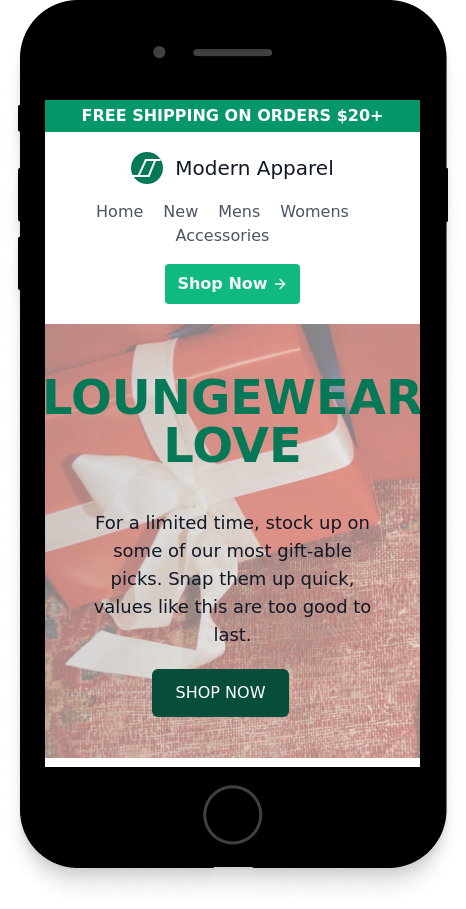 FREE SHIPPING ON ORDERS $20+
Modern Apparel
Home New Mens Womens
Accessories
Shop Now →
LOUNGEWEAR
LOVE
For a limited time, stock up on
some of our most gift-able
picks. Snap them up quick,
values like this are too good to
last.
SHOP NOW